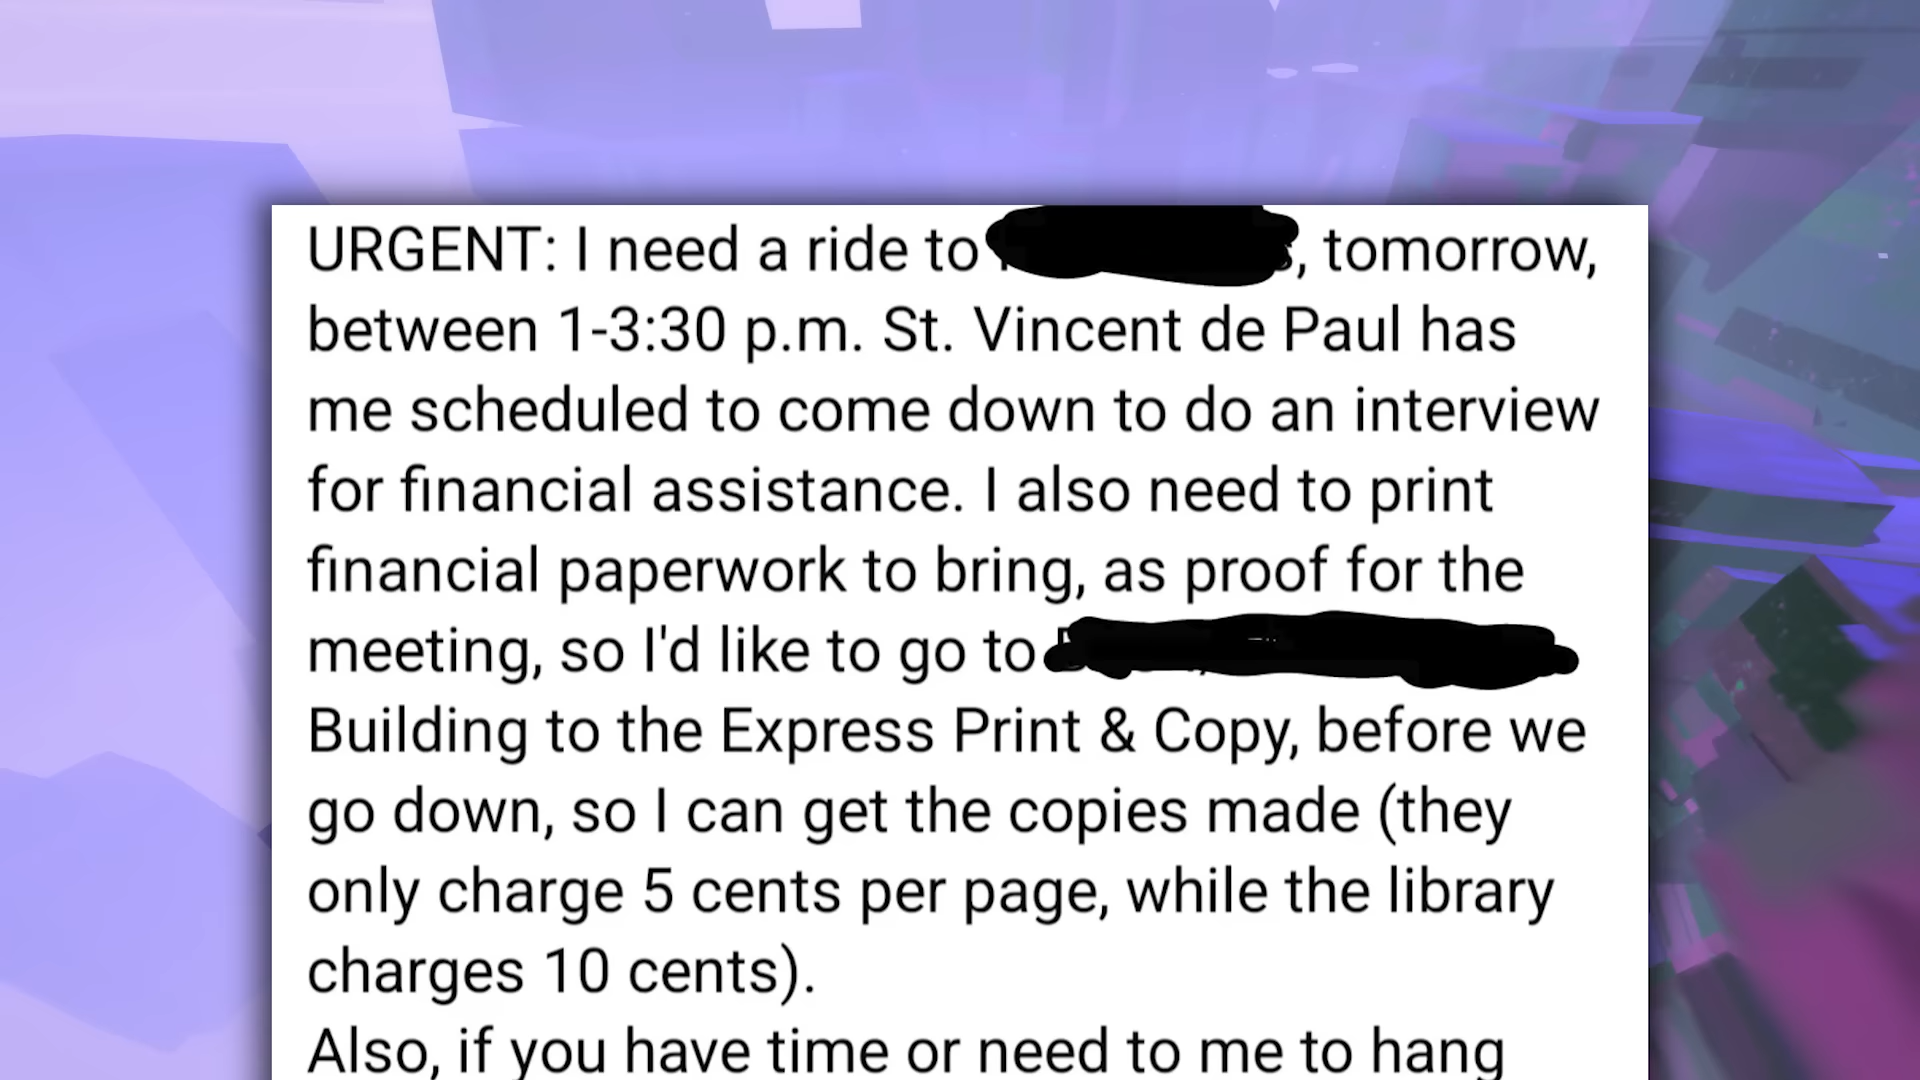 URGENT: I need a ride to , tomorrow,
between 1-3:30 p.m. St. Vincent de Paul has
me scheduled to come down to do an interview
for financial assistance. I also need to print
financial paperwork to bring, as proof for the
meeting, so I'd like to go to
Building to the Express Print & Copy, before we
go down, so I can get the copies made (they
only charge 5 cents per page, while the library
charges 10 cents).
Also, if you have time or need to me to hang